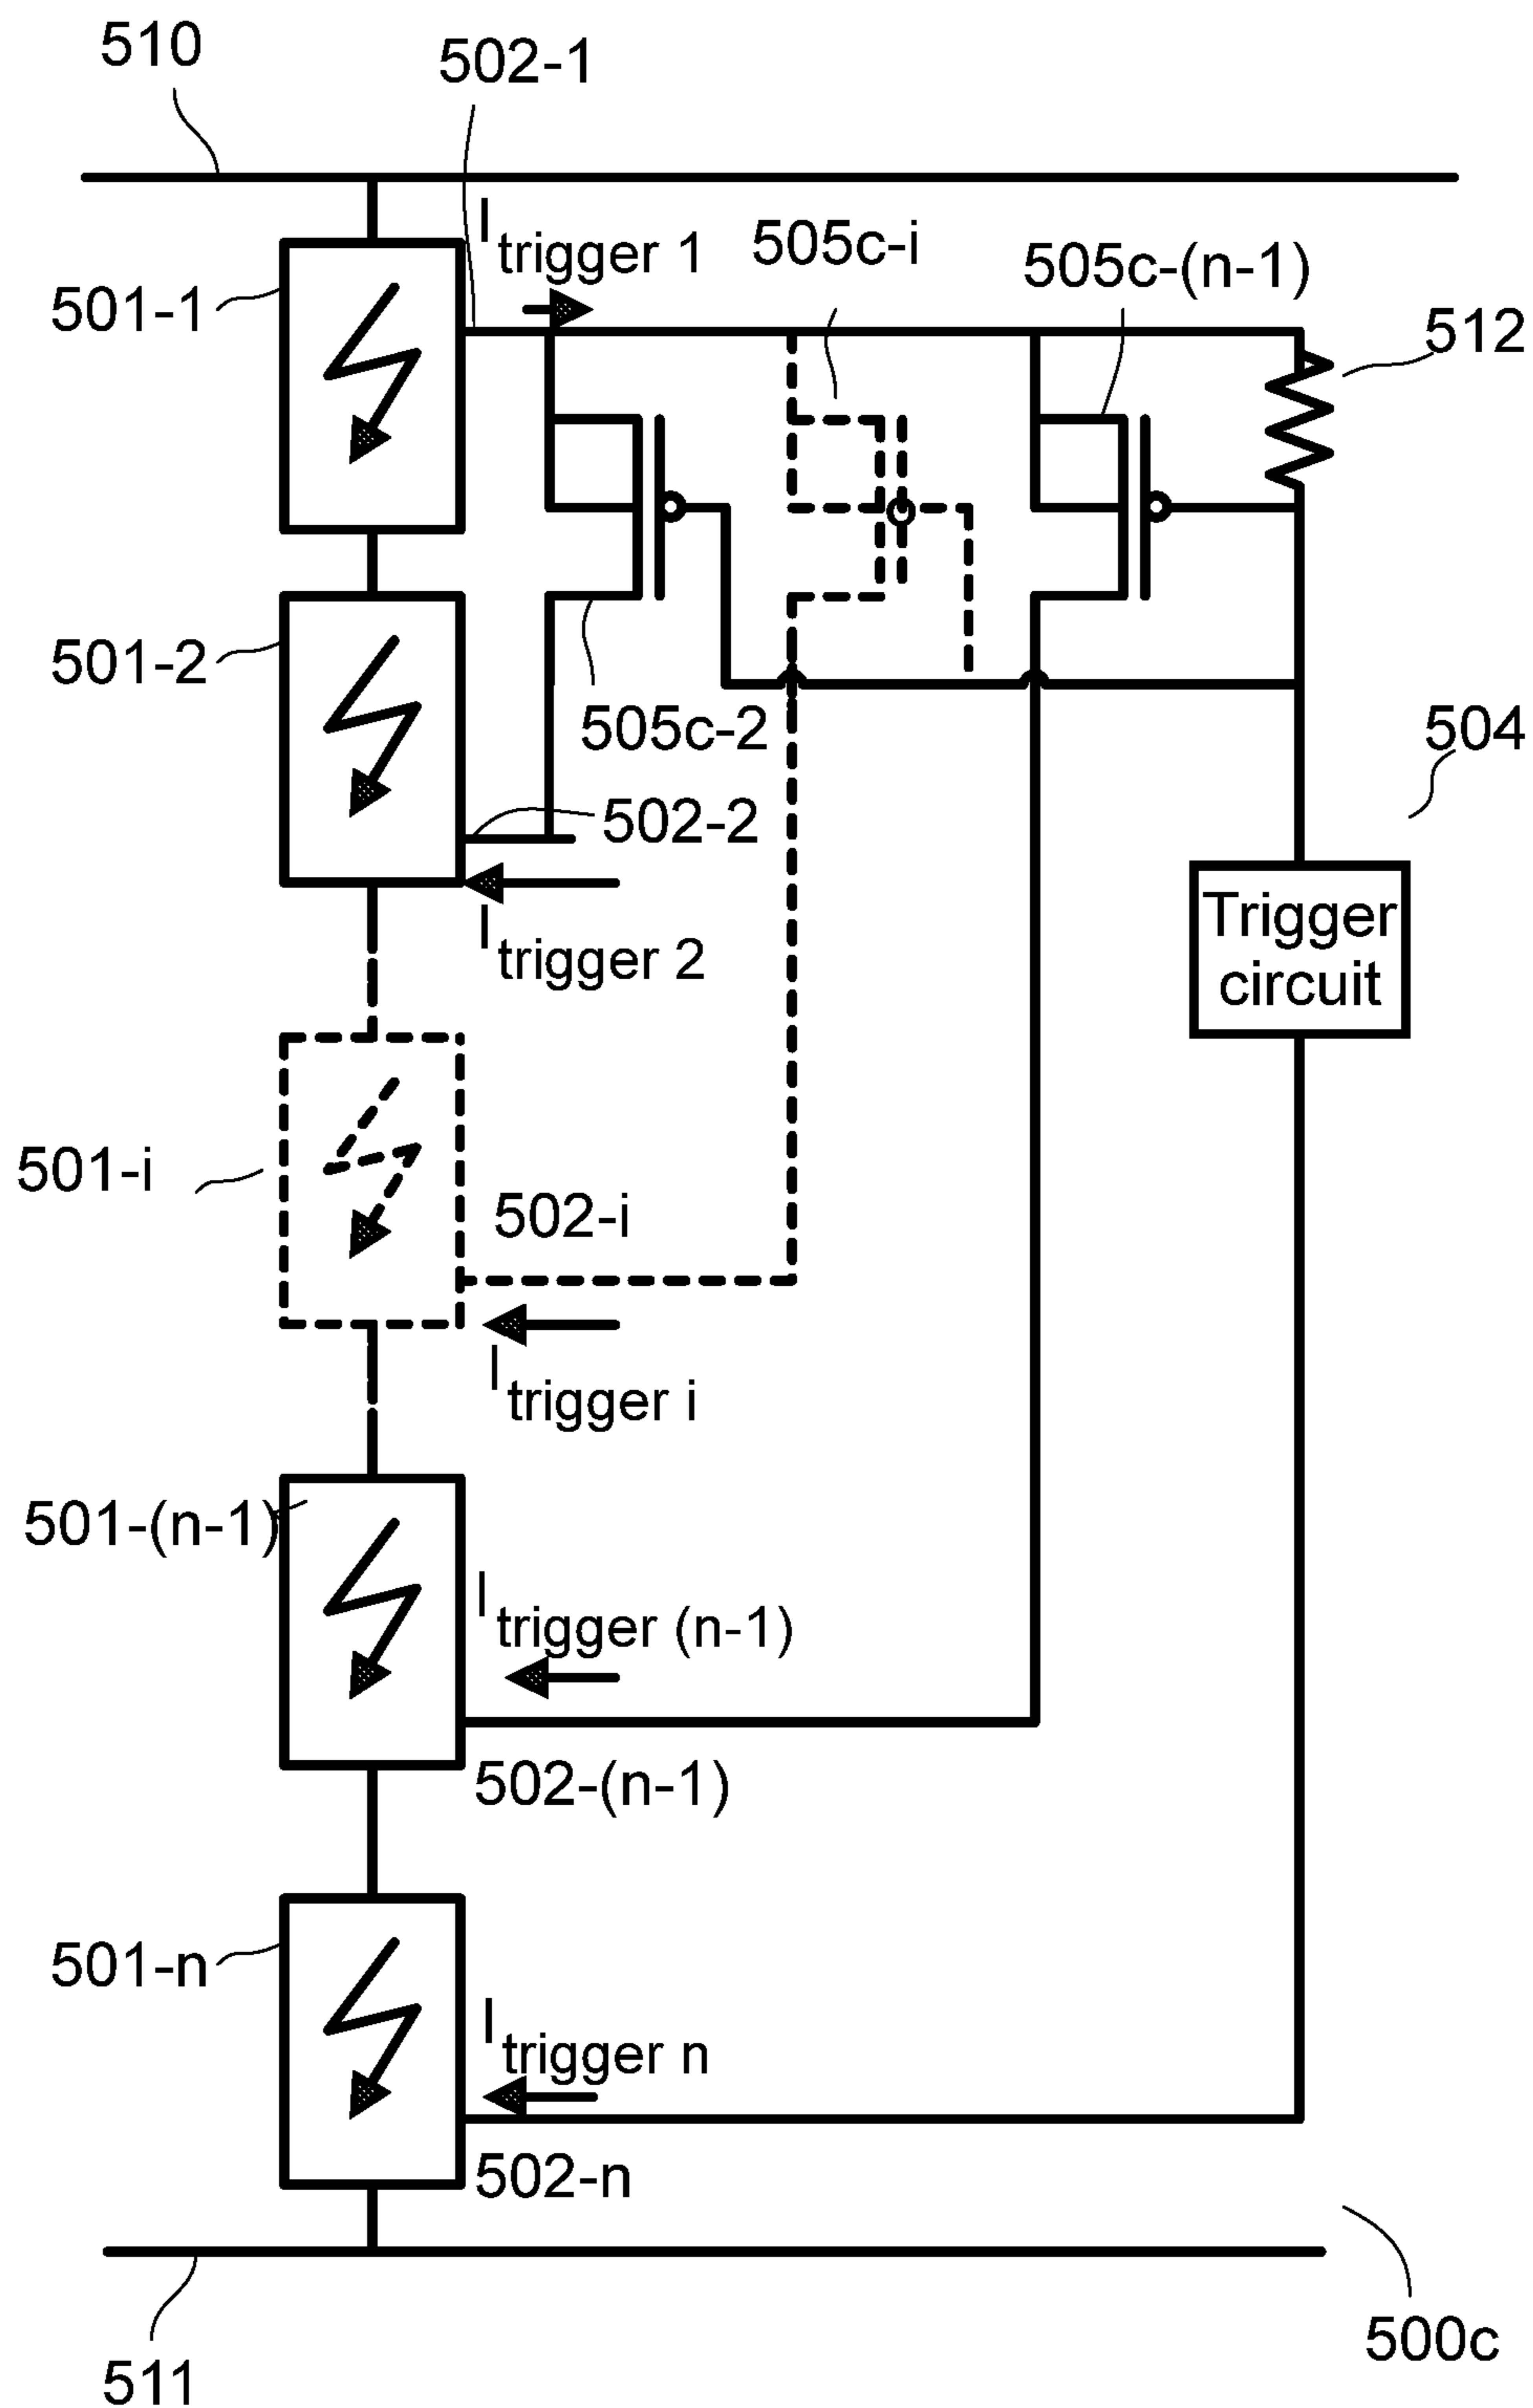 510
502-1
I trigger 1
505c-i
505c-(n-1)
501-1
512
501-2
505c-2
504
502-2
Trigger
circuit
I trigger 2
501-i
502-i
I trigger i
501-(n-1)
I trigger (n-1)
502-(n-1)
501-n
I trigger n
502-n
500c
511